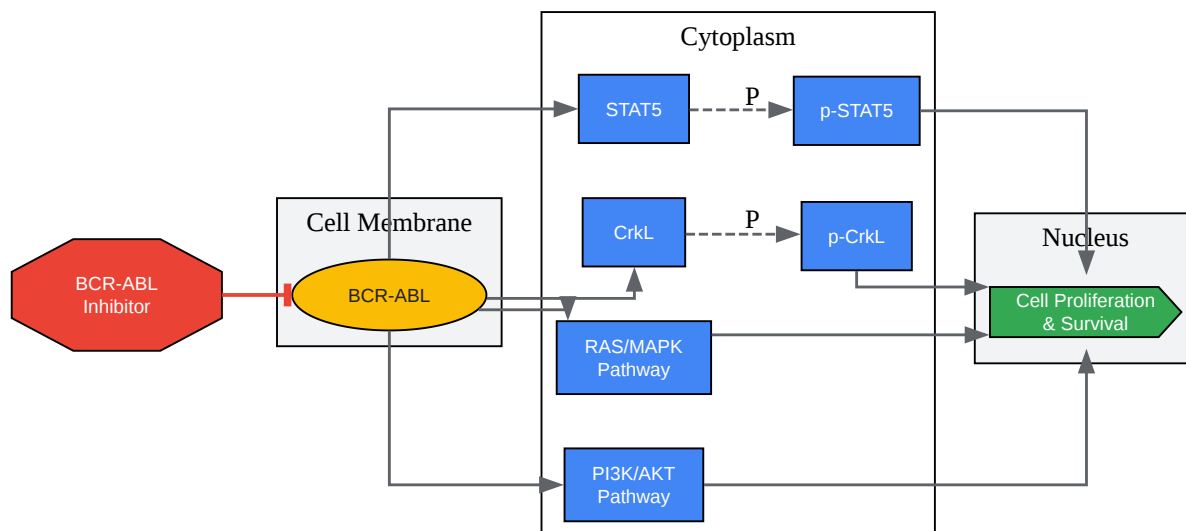 Cytoplasm
STAT5
P
p-STAT5
Cell Membrane
CrkL
P
p-CrkL
Nucleus
BCR-ABL
Inhibitor
BCR-ABL
Cell Proliferation
& Survival
RAS/MAPK
Pathway
PI3K/AKT
Pathway